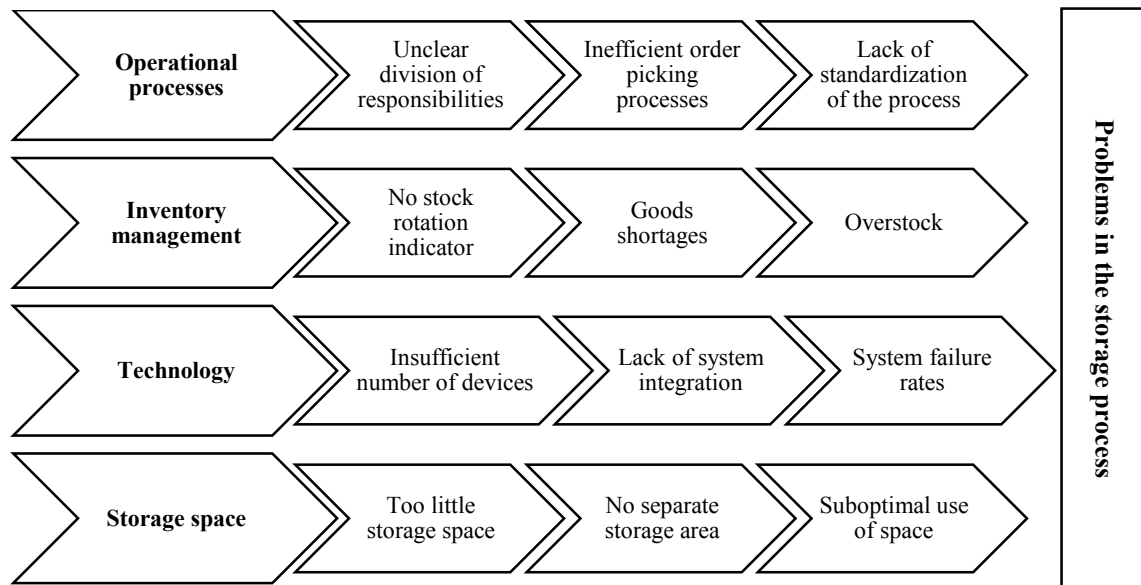 Operational
processes
Unclear
division of
responsibilities
Inefficient order
picking
processes
Lack of
standardization
of the process
Inventory
management
No stock
rotation
indicator
Goods
shortages
Overstock
Technology
Insufficient
number of devices
Lack of system
integration
System failure
rates
Storage space
Too little
storage space
No separate
storage area
Suboptimal use
of space
Problems in the storage process